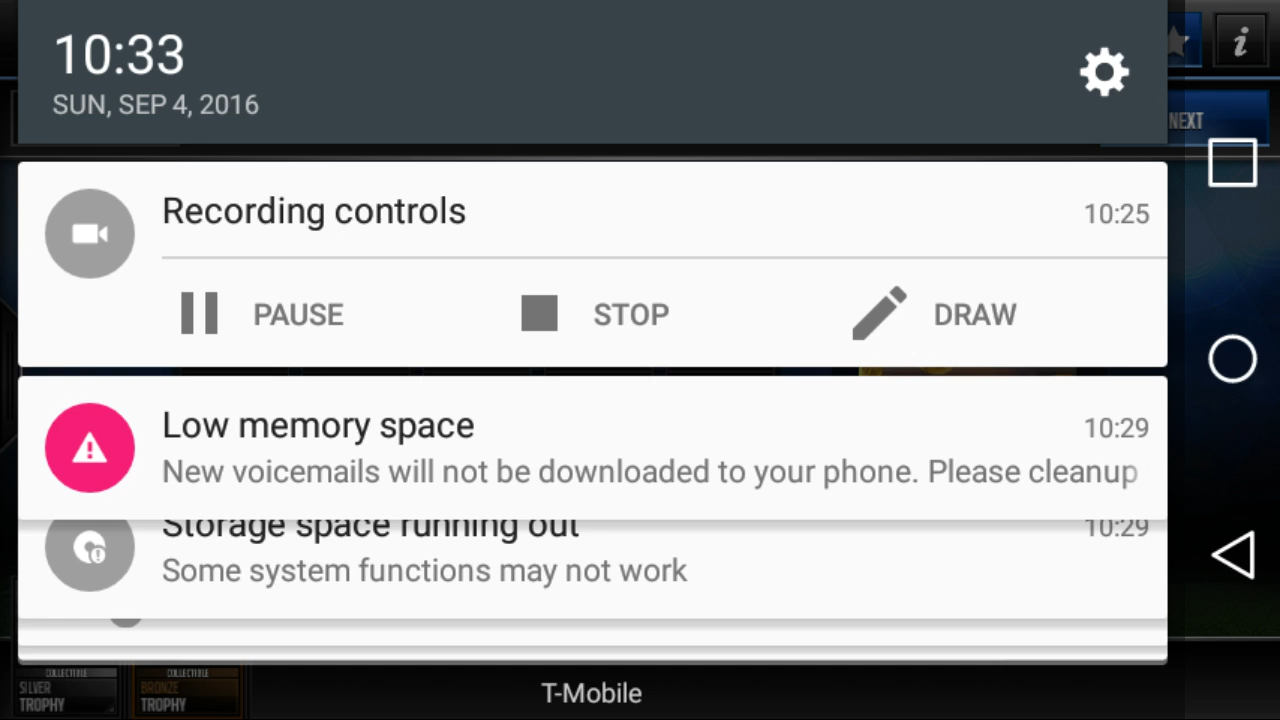 10:33
SUN, SEP 4, 2016
i
NEXT
Recording controls
10:25
PAUSE
STOP
DRAW
Low memory space
10:29
New voicemails will not be downloaded to your phone. Please cleanup
Storage space running out
10:29
Some system functions may not work
COLLECTIBLE
SILVER
TROPHY
COLLECTIBLE
BRONZE
TROPHY
T-Mobile